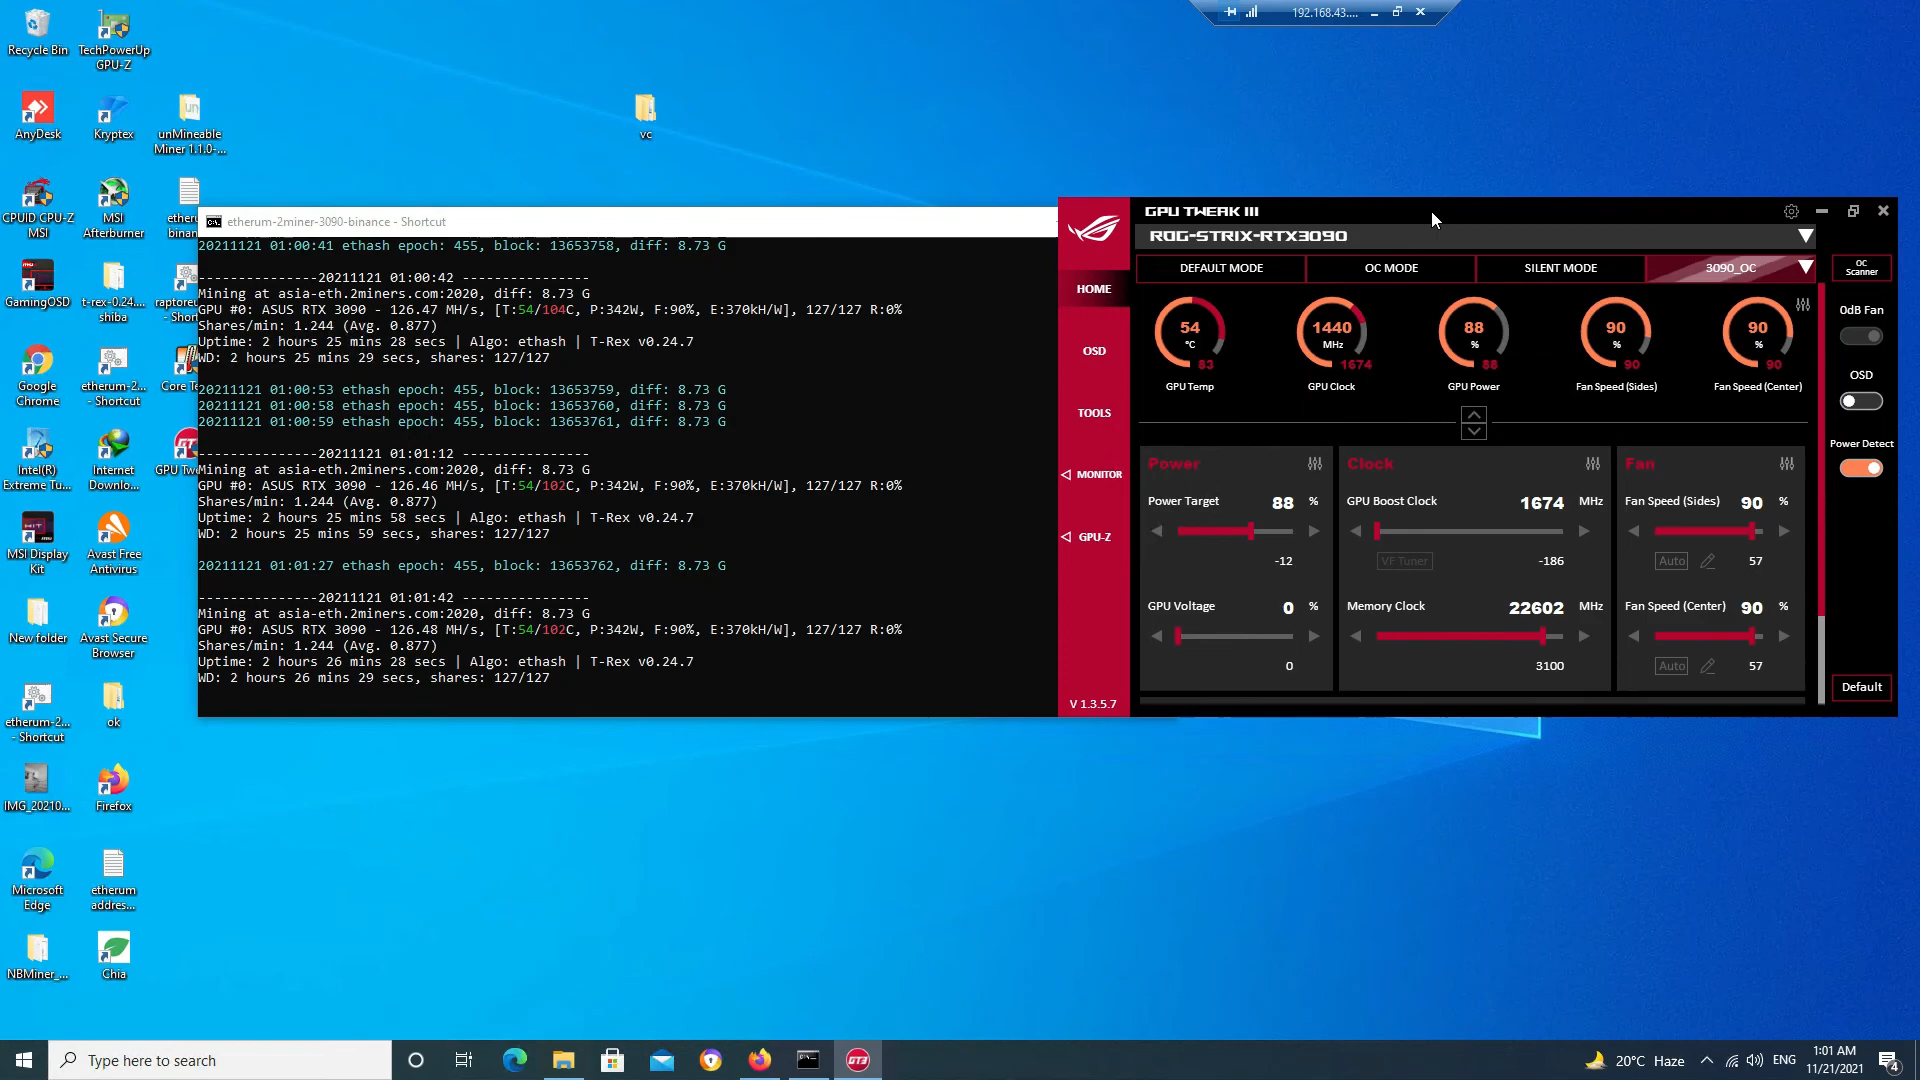 192.168.43....
Recycle Bin
TechPowerUp
GPU-Z
AnyDesk
Kryptex
unMineable
Miner 1.1.0-...
CPUID CPU-Z
MSI
MSI
Afterburner
GamingOSD
t-rex-0.24....
shiba
Google
Chrome
etherum-2...
- Shortcut
Intel(R)
Extreme Tu...
Internet
Downlo...
MSI Display
Kit
Avast Free
Antivirus
New folder
Avast Secure
Browser
etherum-2...
- Shortcut
ok
IMG_20210...
Firefox
Microsoft
Edge
etherum
addres...
NBMiner_...
Chia
vc
etherum-2miner-3090-binance - Shortcut
20211121 01:00:41 ethash epoch: 455, block: 13653758, diff: 8.73 G
---------------20211121 01:00:42 ----------------
Mining at asia-eth.2miners.com:2020, diff: 8.73 G
GPU #0: ASUS RTX 3090 - 126.47 MH/s, [T:54/104C, P:342W, F:90%, E:370kH/W], 127/127 R:0%
Shares/min: 1.244 (Avg. 0.877)
Uptime: 2 hours 25 mins 28 secs | Algo: ethash | T-Rex v0.24.7
WD: 2 hours 25 mins 29 secs, shares: 127/127
20211121 01:00:53 ethash epoch: 455, block: 13653759, diff: 8.73 G
20211121 01:00:58 ethash epoch: 455, block: 13653760, diff: 8.73 G
20211121 01:00:59 ethash epoch: 455, block: 13653761, diff: 8.73 G
---------------20211121 01:01:12 ----------------
Mining at asia-eth.2miners.com:2020, diff: 8.73 G
GPU #0: ASUS RTX 3090 - 126.46 MH/s, [T:54/102C, P:342W, F:90%, E:370kH/W], 127/127 R:0%
Shares/min: 1.244 (Avg. 0.877)
Uptime: 2 hours 25 mins 58 secs | Algo: ethash | T-Rex v0.24.7
WD: 2 hours 25 mins 59 secs, shares: 127/127
20211121 01:01:27 ethash epoch: 455, block: 13653762, diff: 8.73 G
---------------20211121 01:01:42 ----------------
Mining at asia-eth.2miners.com:2020, diff: 8.73 G
GPU #0: ASUS RTX 3090 - 126.48 MH/s, [T:54/102C, P:342W, F:90%, E:370kH/W], 127/127 R:0%
Shares/min: 1.244 (Avg. 0.877)
Uptime: 2 hours 26 mins 28 secs | Algo: ethash | T-Rex v0.24.7
WD: 2 hours 26 mins 29 secs, shares: 127/127
GPU TWEAK III
ROG-STRIX-RTX3090
DEFAULT MODE
OC MODE
SILENT MODE
3090_OC
OC
Scanner
HOME
OSD
TOOLS
MONITOR
GPU-Z
V 1.3.5.7
54
°C
83
GPU Temp
1440
MHz
1674
GPU Clock
88
%
88
GPU Power
90
%
90
Fan Speed (Sides)
90
%
90
Fan Speed (Center)
0dB Fan
OSD
Power Detect
Default
Power
Power Target 88 %
-12
GPU Voltage 0 %
0
Clock
GPU Boost Clock 1674 MHz
VF Tuner -186
Memory Clock 22602 MHz
3100
Fan
Fan Speed (Sides) 90 %
Auto 57
Fan Speed (Center) 90 %
Auto 57
Type here to search
GT3
20°C Haze
ENG
1:01 AM
11/21/2021
4